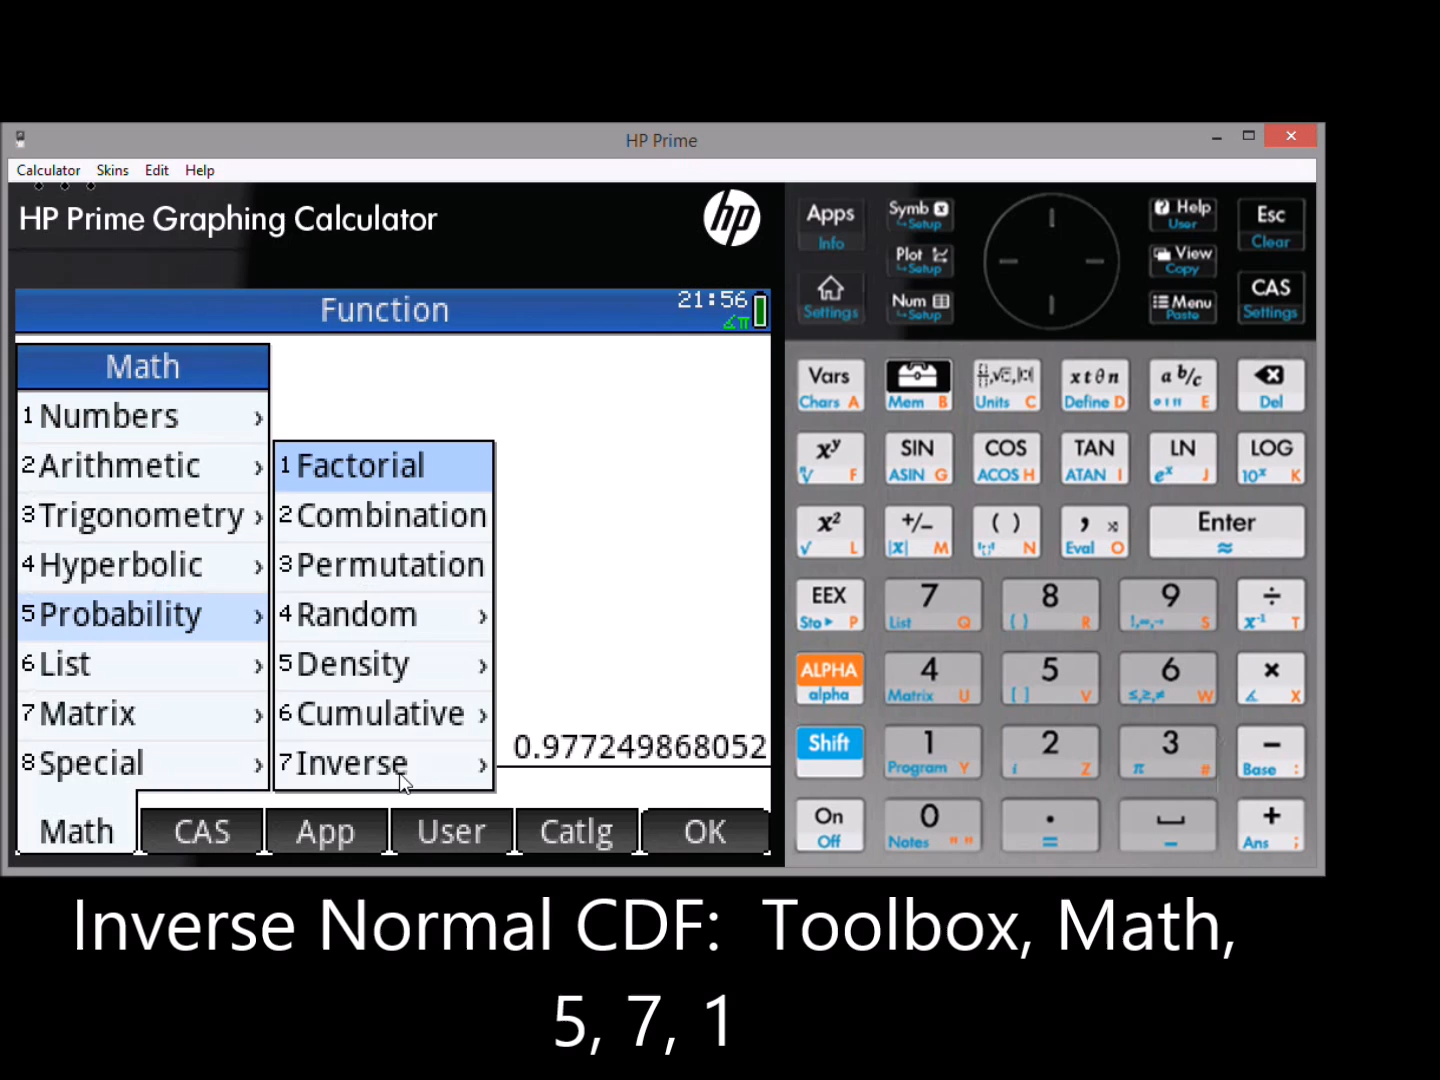 HP Prime
Calculator Skins Edit Help
HP Prime Graphing Calculator
hp
Function
21:56
∡π
Math
1 Numbers ›
2 Arithmetic ›
3 Trigonometry ›
4 Hyperbolic ›
5 Probability ›
6 List ›
7 Matrix ›
8 Special ›
1 Factorial
2 Combination
3 Permutation
4 Random ›
5 Density ›
6 Cumulative ›
7 Inverse ›
0.977249868052
Math CAS App User Catlg OK
Apps
Info
Symb
Setup
Help
User
Esc
Clear
Plot
Setup
View
Copy
Settings
Num
Setup
Menu
Paste
CAS
Settings
Vars
Chars A
Mem B
Units C
x t θ n
Define D
a b/c
E
Del
xʸ
F
SIN
ASIN G
COS
ACOS H
TAN
ATAN I
LN
eˣ J
LOG
10ˣ K
x²
√ L
+/−
|x| M
( )
N
,
Eval O
Enter
≈
EEX
Sto ▸ P
7
List Q
8
{ } R
9
!,∞,→ S
÷
x⁻¹ T
ALPHA
alpha
4
Matrix U
5
[ ] V
6
≤,≥,≠ W
×
∡ X
Shift
1
Program Y
2
i Z
3
π #
−
Base :
On
Off
0
Notes " "
.
=
_
+
Ans ;
Inverse Normal CDF: Toolbox, Math,
5, 7, 1